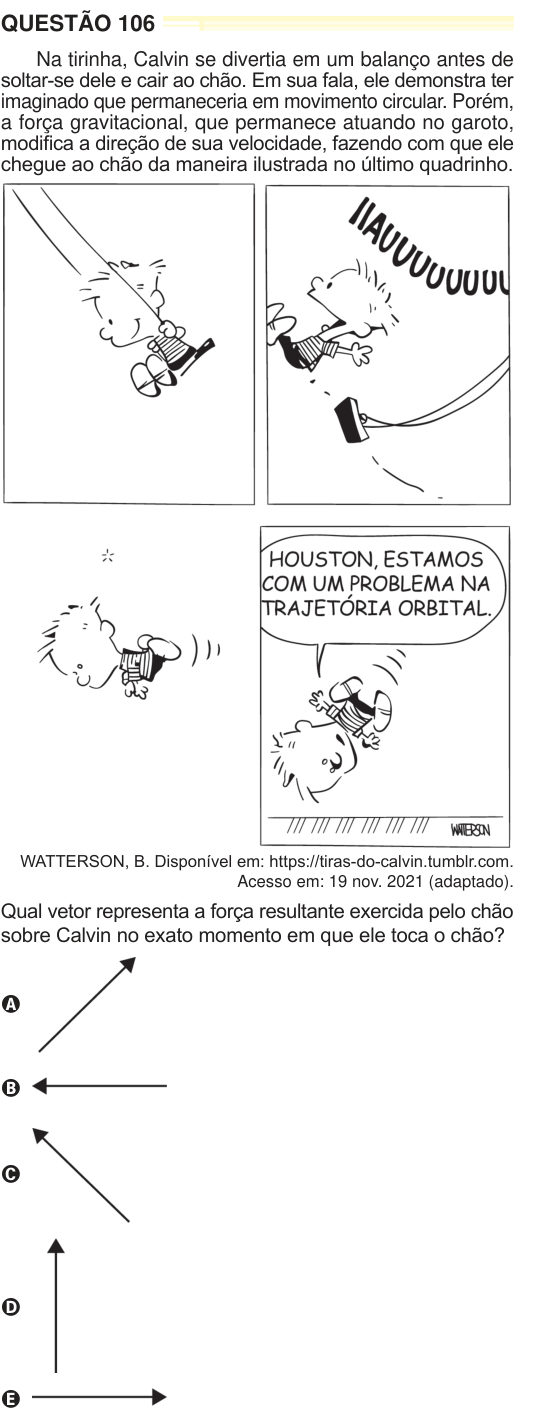 QUESTÃO 106
Na tirinha, Calvin se divertia em um balanço antes de
soltar-se dele e cair ao chão. Em sua fala, ele demonstra ter
imaginado que permaneceria em movimento circular. Porém,
a força gravitacional, que permanece atuando no garoto,
modifica a direção de sua velocidade, fazendo com que ele
chegue ao chão da maneira ilustrada no último quadrinho.
IIAUUUUUUUU
HOUSTON, ESTAMOS
COM UM PROBLEMA NA
TRAJETÓRIA ORBITAL.
WATTERSON
WATTERSON, B. Disponível em: https://tiras-do-calvin.tumblr.com.
Acesso em: 19 nov. 2021 (adaptado).
Qual vetor representa a força resultante exercida pelo chão
sobre Calvin no exato momento em que ele toca o chão?
A
B
C
D
E